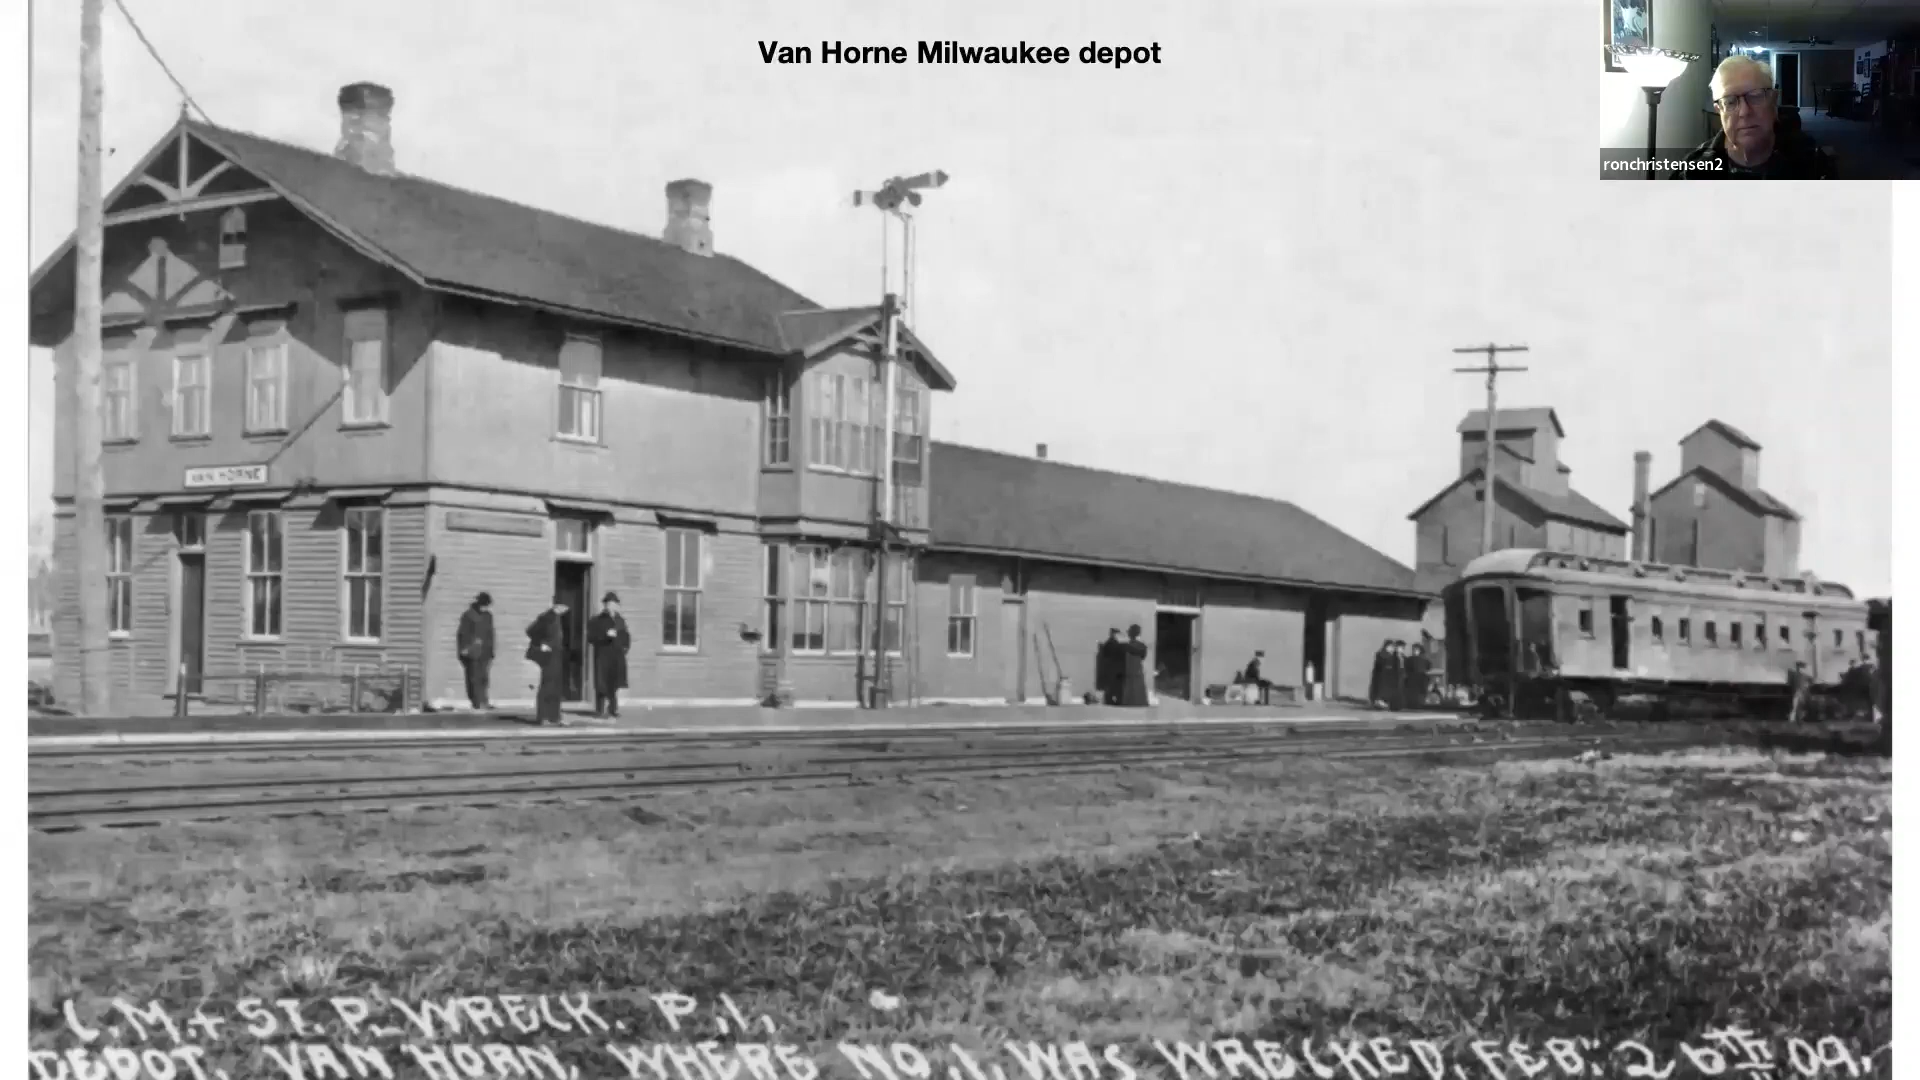 Van Horne Milwaukee depot
ronchristensen2
VAN HORNE
C.M.+ ST. P. WRECK. P.1,
DEPOT, VAN HORN, WHERE NO.1, WAS WRECKED, FEB. 26TH 09,